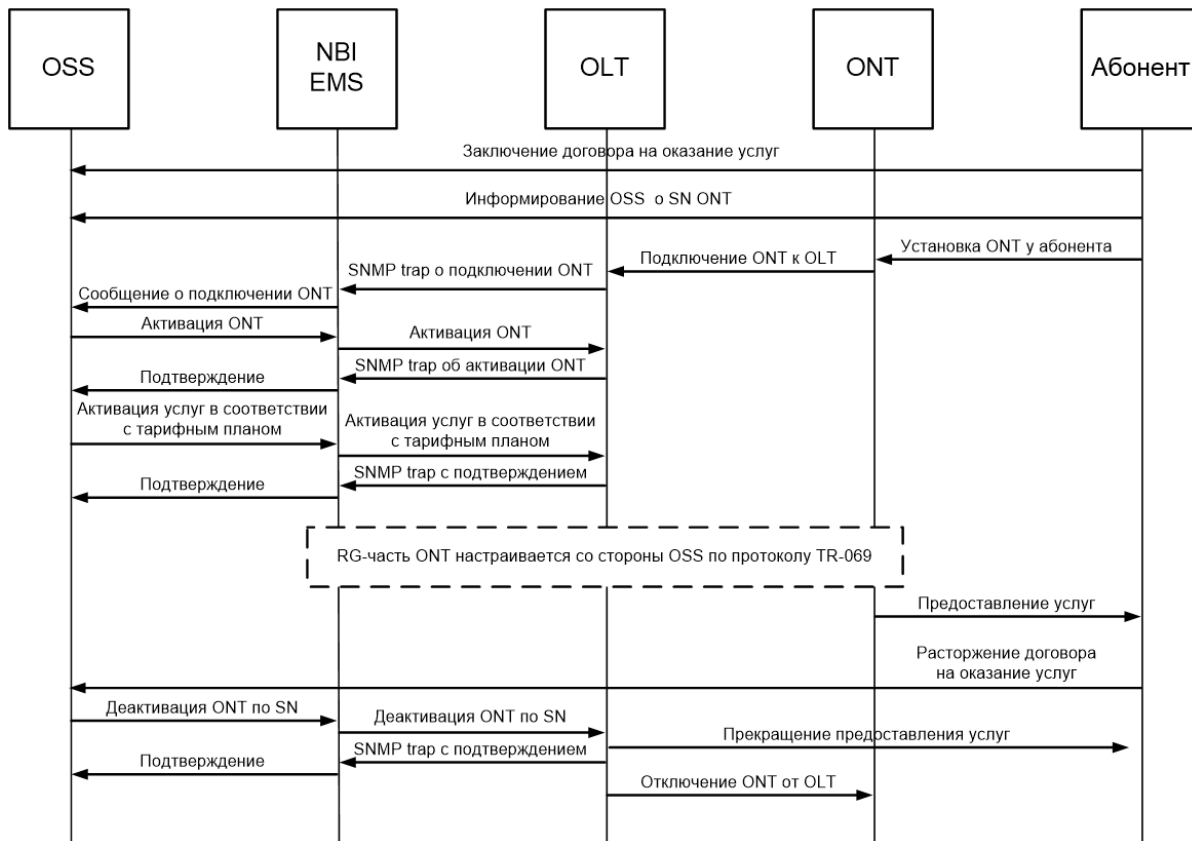 OSS
NBI
EMS
OLT
ONT
Абонент
Заключение договора на оказание услуг
Информирование OSS о SN ONT
Установка ONT у абонента
Подключение ONT к OLT
SNMP trap о подключении ONT
Сообщение о подключении ONT
Активация ONT
Активация ONT
SNMP trap об активации ONT
Подтверждение
Активация услуг в соответствии
с тарифным планом
Активация услуг в соответствии
с тарифным планом
SNMP trap с подтверждением
Подтверждение
RG-часть ONT настраивается со стороны OSS по протоколу TR-069
Предоставление услуг
Расторжение договора
на оказание услуг
Деактивация ONT по SN
Деактивация ONT по SN
Прекращение предоставления услуг
SNMP trap с подтверждением
Подтверждение
Отключение ONT от OLT